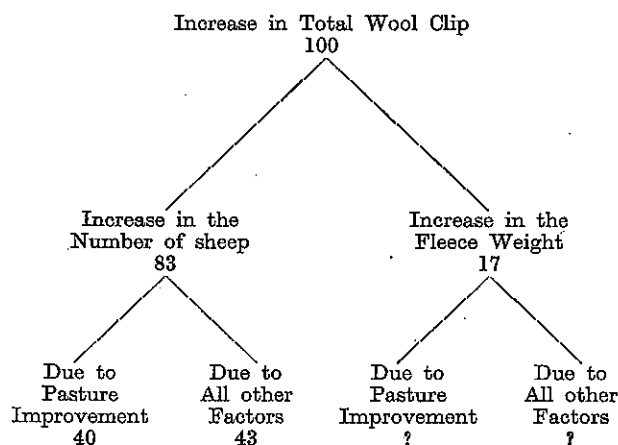 Increase in Total Wool Clip
100
Increase in the
Number of sheep
83
Increase in the
Fleece Weight
17
Due to
Pasture
Improvement
40
Due to
All other
Factors
43
Due to
Pasture
Improvement
?
Due to
All other
Factors
?